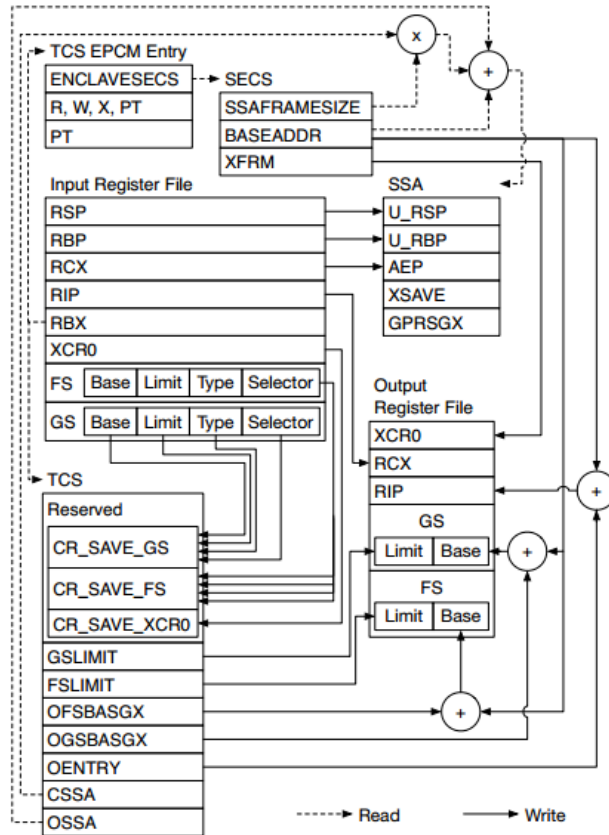 x
+
TCS EPCM Entry
ENCLAVESECS
R, W, X, PT
PT
SECS
SSAFRAMESIZE
BASEADDR
XFRM
Input Register File
RSP
RBP
RCX
RIP
RBX
XCR0
FS Base Limit Type Selector
GS Base Limit Type Selector
SSA
U_RSP
U_RBP
AEP
XSAVE
GPRSGX
Output
Register File
XCR0
RCX
RIP
+
GS
Limit Base
+
FS
Limit Base
+
TCS
Reserved
CR_SAVE_GS
CR_SAVE_FS
CR_SAVE_XCR0
GSLIMIT
FSLIMIT
OFSBASGX
OGSBASGX
OENTRY
CSSA
OSSA
Read
Write